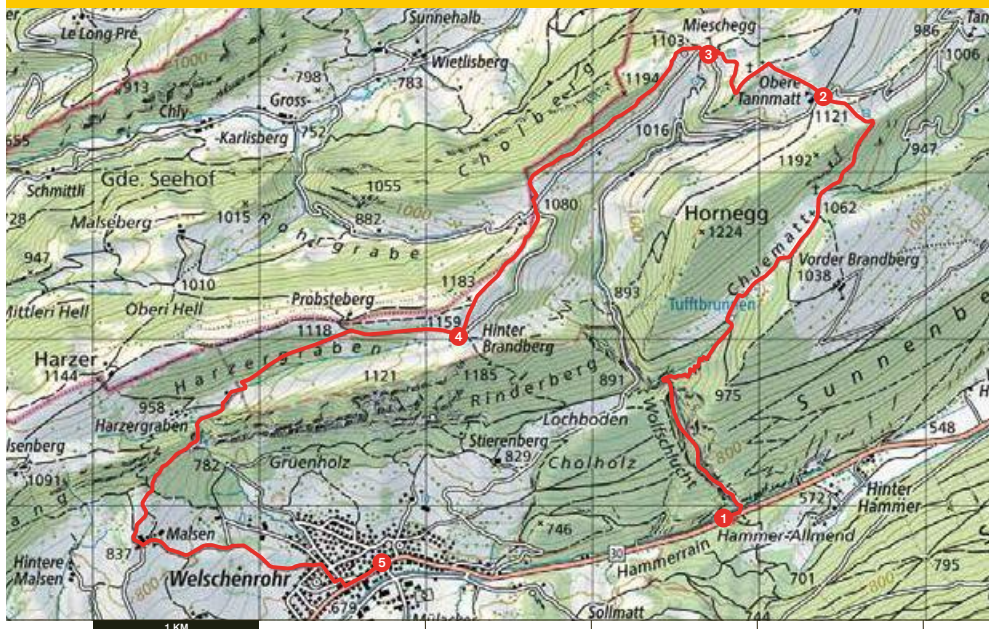 Le Long Pré
1000
913
Chly
Gross-
-Karlisberg
798
752
Sunnehalb
Wietlisberg
783
Mieschegg
1103
3
1194
Obere
Tannmatt
2
1121
986
1006
947
1016
1192
Cholberg
Schmittli
Gde. Seehof
Malseberg
1015
1055
882
1000
Rohrgrabe
1080
1000
Hornegg
1224
1062
1000
Chuematt
Vorder Brandberg
1038
947
1010
Mittleri Hell
Oberi Hell
Probsteberg
1118
1183
1159
4
Hinter
Brandberg
893
Tufftbrunnen
Harzer
1144
Harzergraben
1121
1185
Rinderberg
891
975
Sunnenb
958
Harzergraben
Lochboden
Wolfschlucht
800
548
1091
782
Grüenholz
Stierenberg
829
Cholholz
746
572
Hinter
Hammer
1
Hammer-Allmend
Malsen
837
Hintere
Malsen
800
Welschenrohr
5
679
30
Hammerrain
701
800
795
Sollmatt
744
1 KM